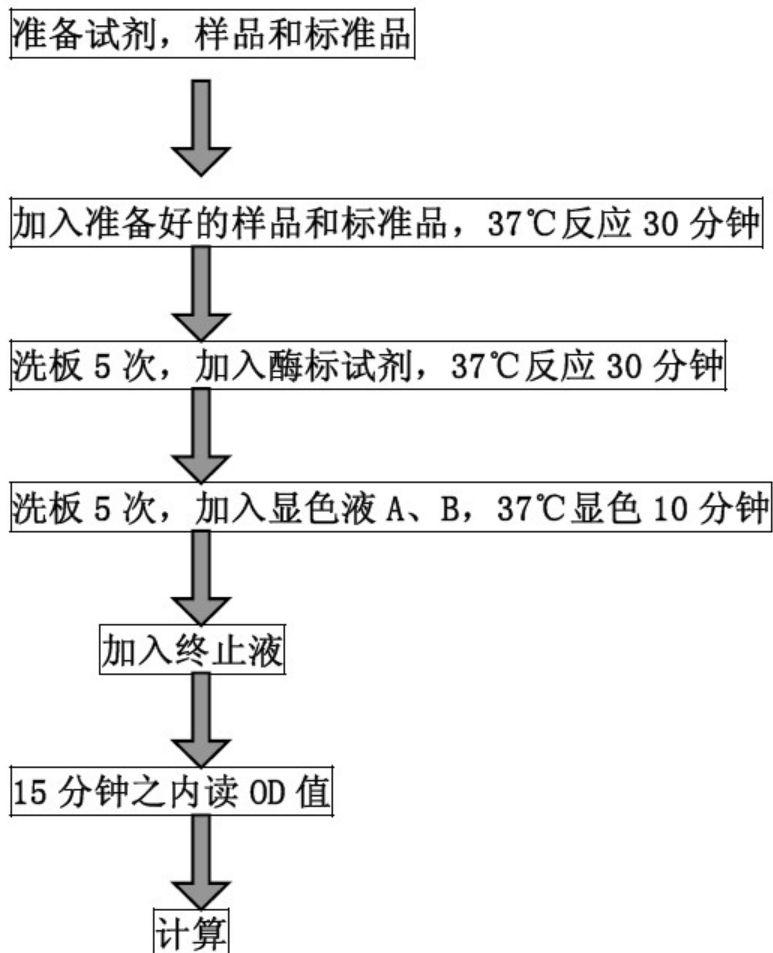 准备试剂，样品和标准品
加入准备好的样品和标准品，37℃反应 30 分钟
洗板 5 次，加入酶标试剂，37℃反应 30 分钟
洗板 5 次，加入显色液 A、B，37℃显色 10 分钟
加入终止液
15 分钟之内读 OD 值
计算